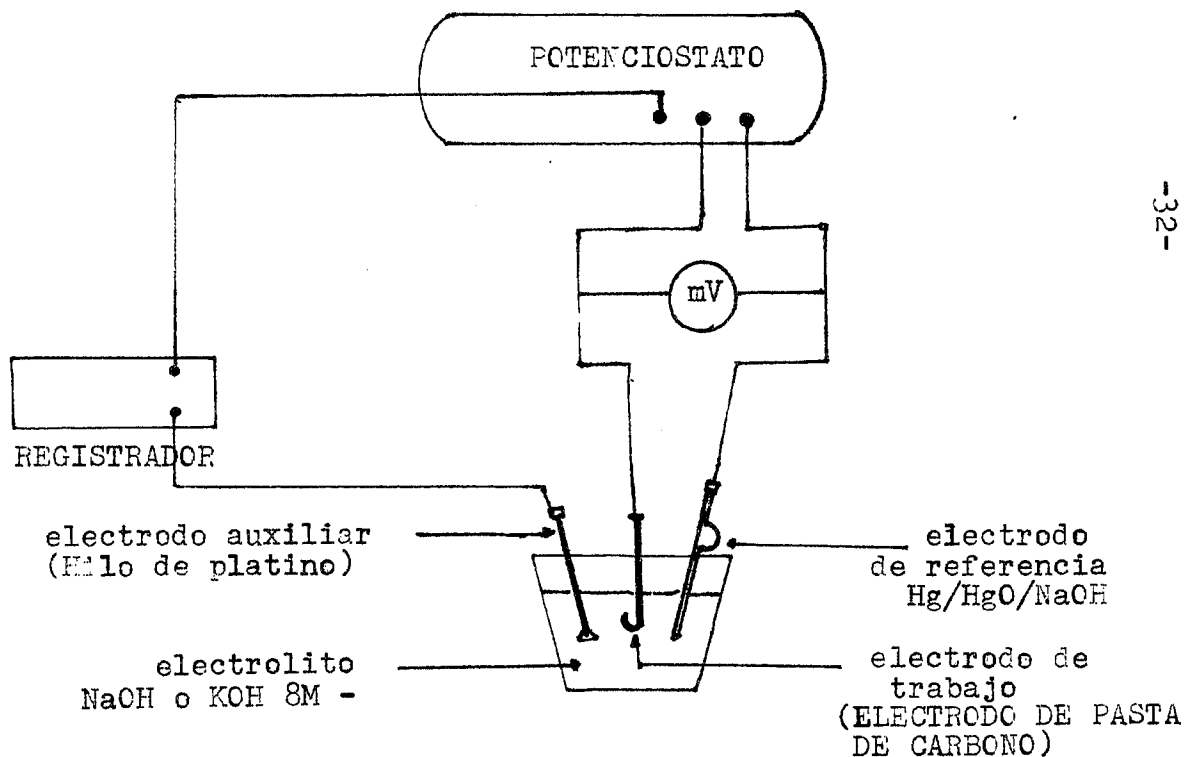 POTENCIOSTATO
-32-
mV
REGISTRADOR
electrodo auxiliar
(Hilo de platino)
electrodo
de referencia
Hg/HgO/NaOH
electrolito
NaOH o KOH 8M -
electrodo de
trabajo
(ELECTRODO DE PASTA
DE CARBONO)